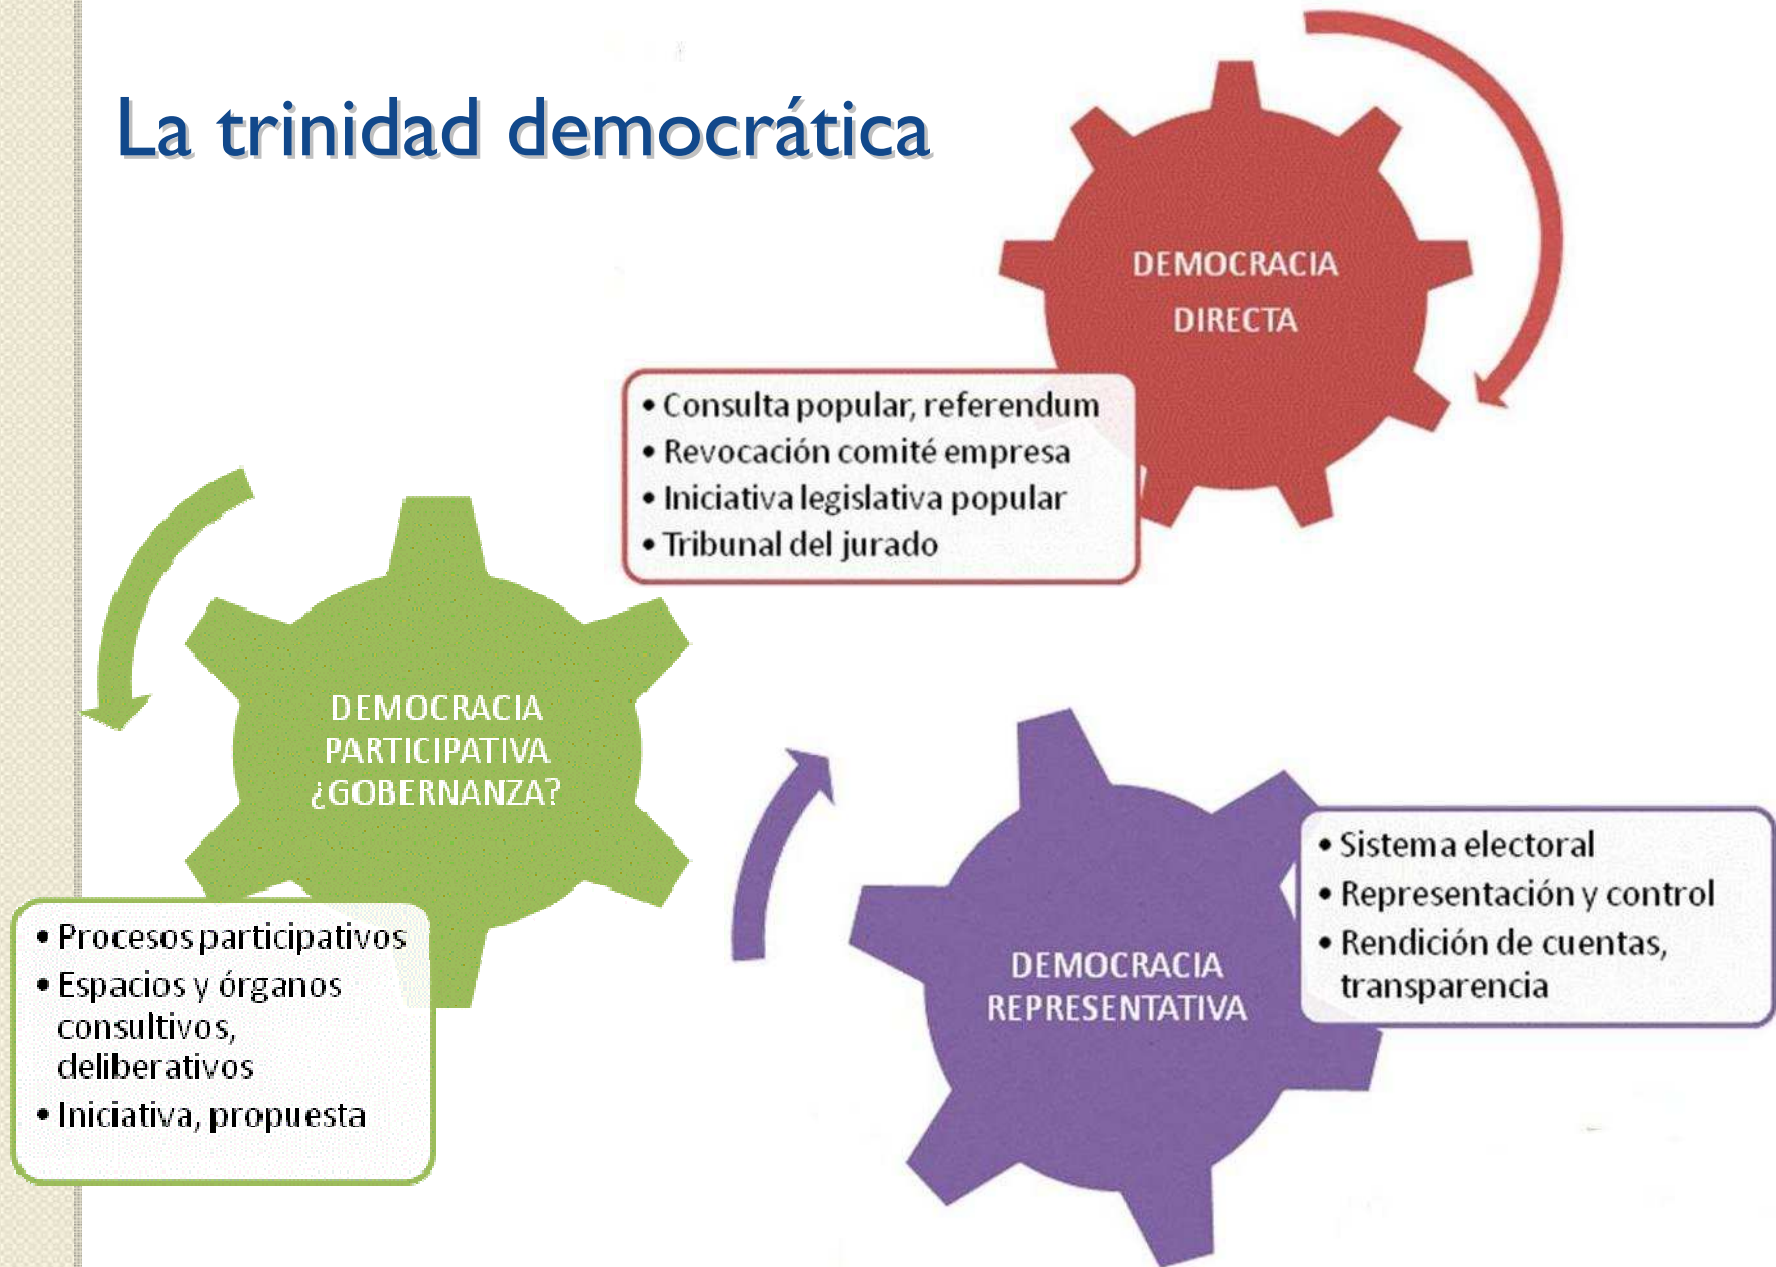 La trinidad democrática
DEMOCRACIA
DIRECTA
• Consulta popular, referendum
• Revocación comité empresa
• Iniciativa legislativa popular
• Tribunal del jurado
DEMOCRACIA
PARTICIPATIVA
¿GOBERNANZA?
• Procesos participativos
• Espacios y órganos
consultivos,
deliberativos
• Iniciativa, propuesta
DEMOCRACIA
REPRESENTATIVA
• Sistema electoral
• Representación y control
• Rendición de cuentas,
transparencia